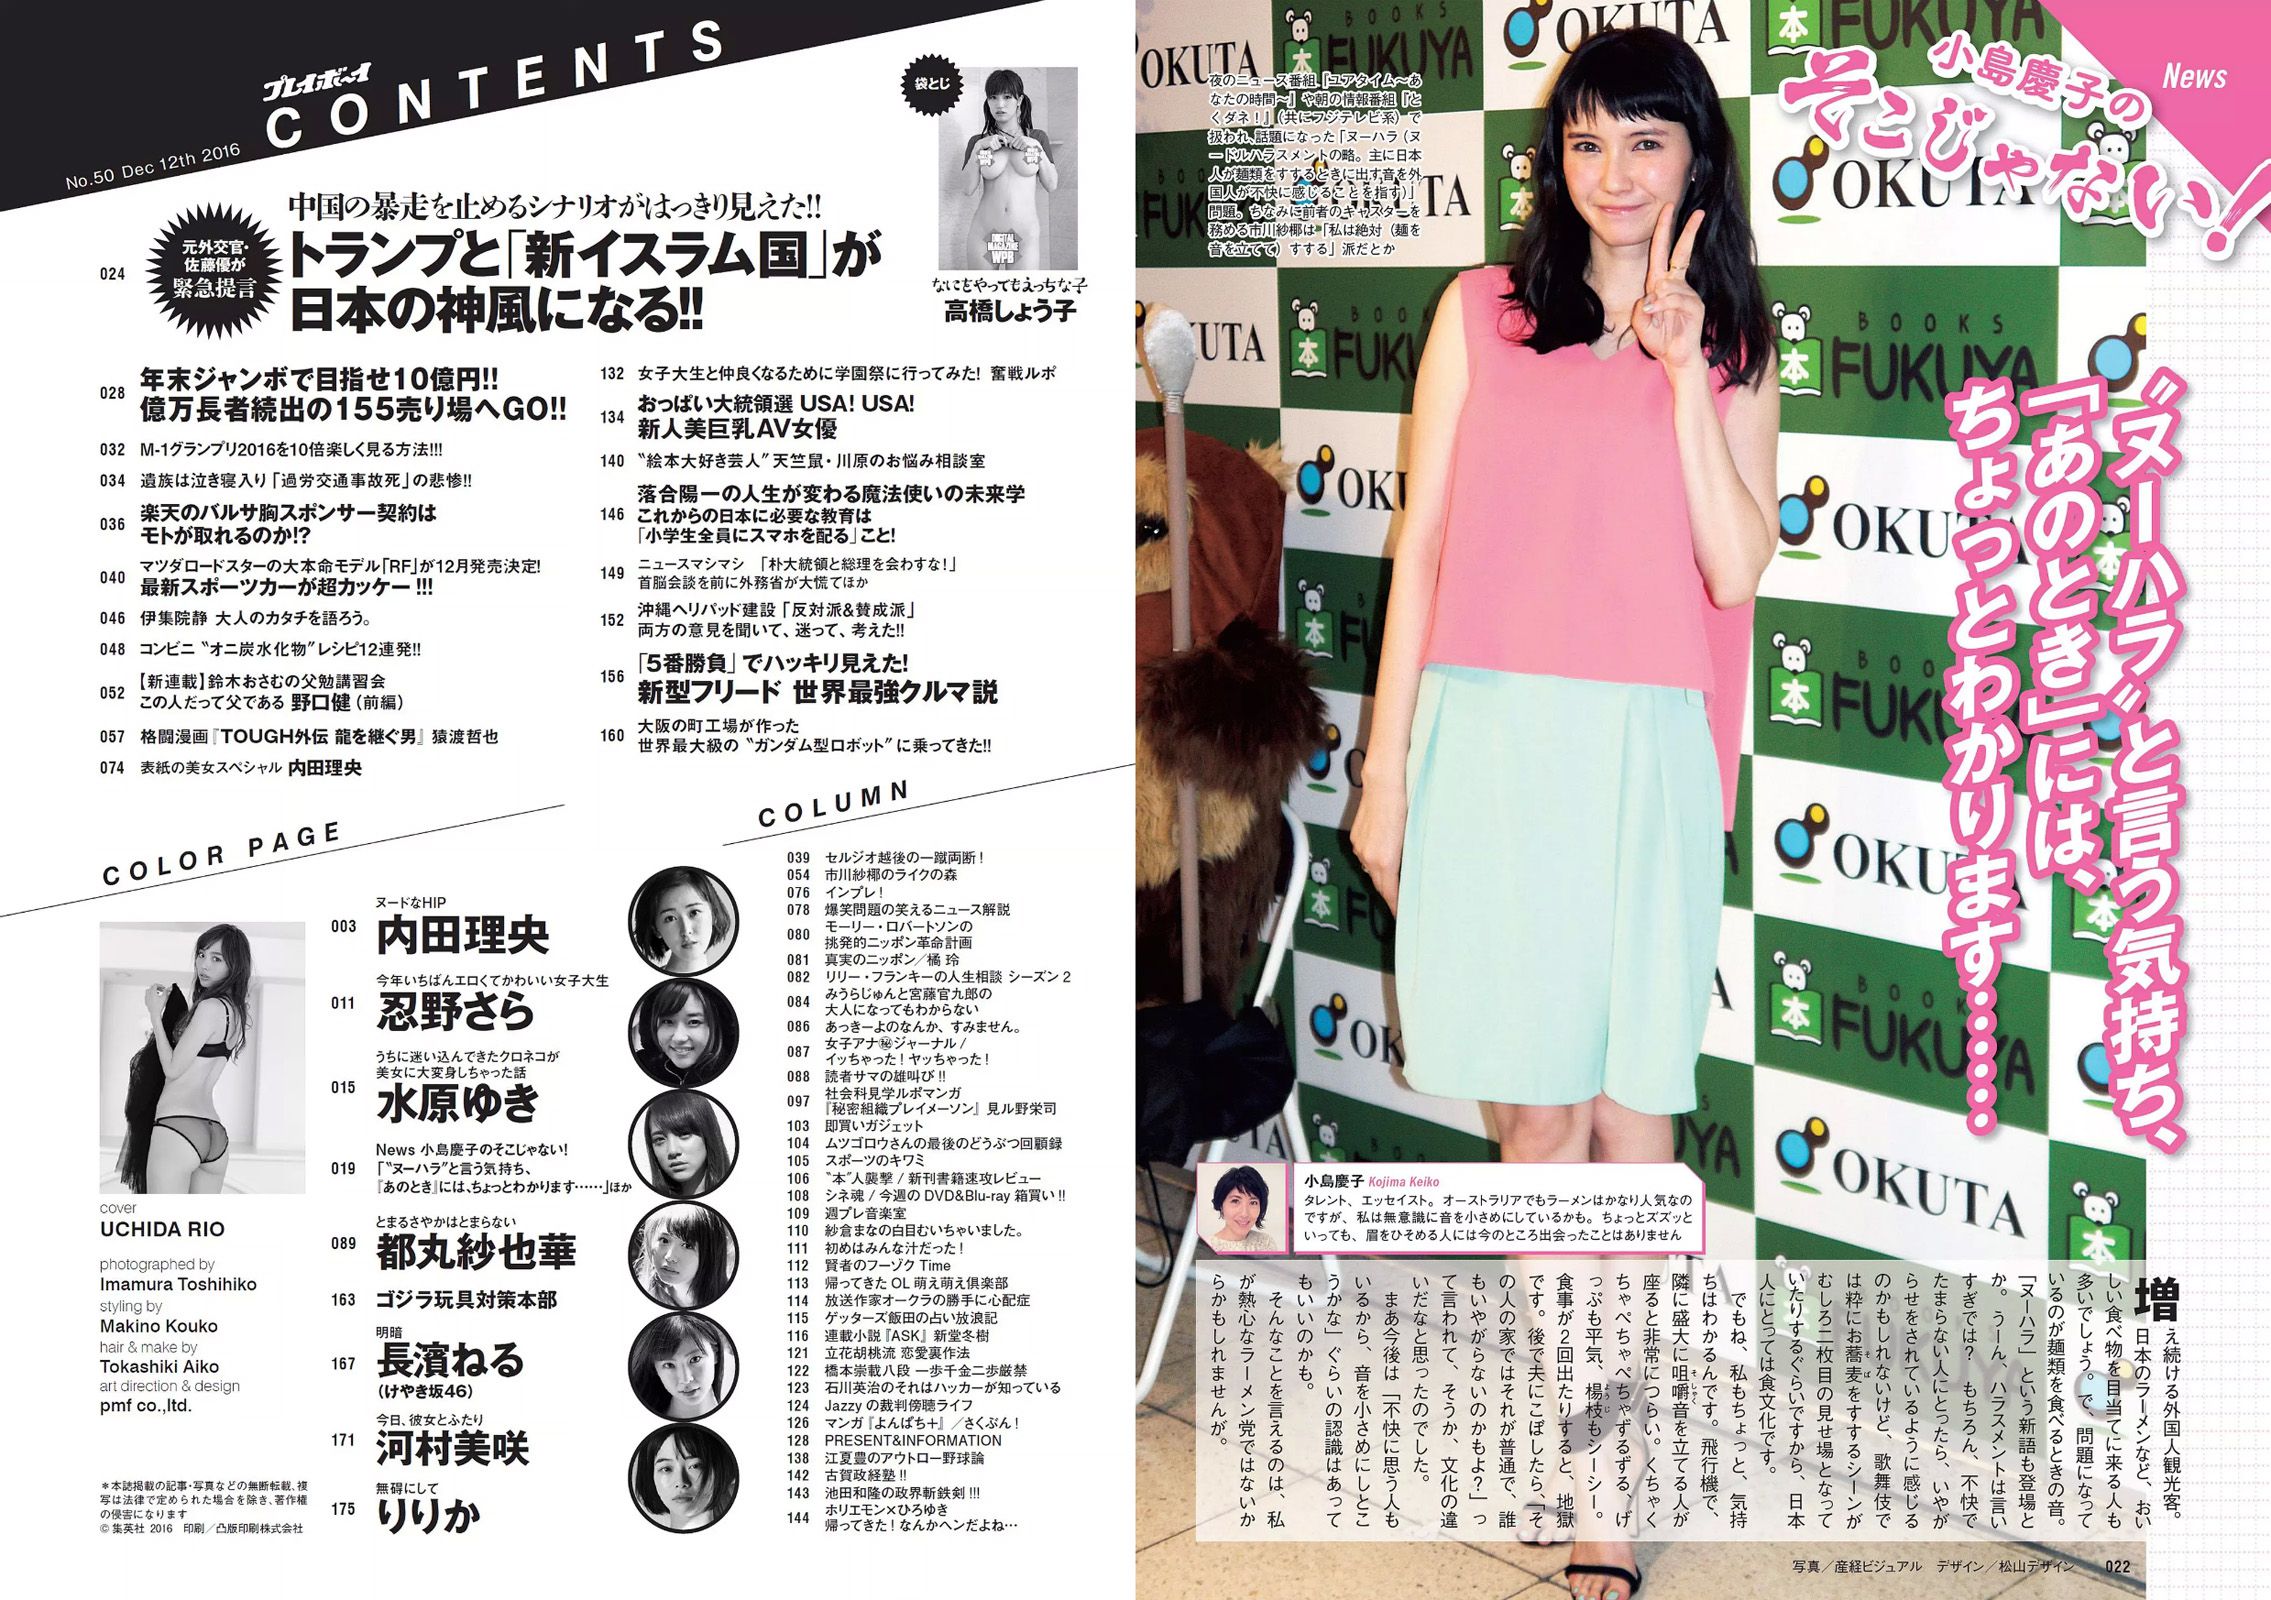 プレイボーイ
CONTENTS
No.50 Dec 12th 2016
袋とじ
なにをやってもえっちな子
高橋しょう子
024
元外交官・
佐藤優が
緊急提言
中国の暴走を止めるシナリオがはっきり見えた!!
トランプと「新イスラム国」が
日本の神風になる!!
028
年末ジャンボで目指せ10億円!!
億万長者続出の155売り場へGO!!
032 M-1グランプリ2016を10倍楽しく見る方法!!!
034 遺族は泣き寝入り「過労交通事故死」の悲惨!!
036
楽天のバルサ胸スポンサー契約は
モトが取れるのか!?
040
マツダロードスターの大本命モデル「RF」が12月発売決定!
最新スポーツカーが超カッケー!!!
046 伊集院静 大人のカタチを語ろう。
048 コンビニ〝オニ炭水化物〟レシピ12連発!!
052
【新連載】鈴木おさむの父勉講習会
この人だって父である 野口健(前編)
057 格闘漫画『TOUGH外伝 龍を継ぐ男』猿渡哲也
074 表紙の美女スペシャル 内田理央
132 女子大生と仲良くなるために学園祭に行ってみた! 奮戦ルポ
134
おっぱい大統領選 USA! USA!
新人美巨乳AV女優
140 〝絵本大好き芸人〟天竺鼠・川原のお悩み相談室
146
落合陽一の人生が変わる魔法使いの未来学
これからの日本に必要な教育は
「小学生全員にスマホを配る」こと!
149
ニュースマシマシ 「朴大統領と総理を会わすな!」
首脳会談を前に外務省が大慌てほか
152
沖縄ヘリパッド建設「反対派&賛成派」
両方の意見を聞いて、迷って、考えた!!
156
「5番勝負」でハッキリ見えた!
新型フリード 世界最強クルマ説
160
大阪の町工場が作った
世界最大級の〝ガンダム型ロボット〟に乗ってきた!!
COLOR PAGE
cover
UCHIDA RIO
photographed by
Imamura Toshihiko
styling by
Makino Kouko
hair & make by
Tokashiki Aiko
art direction & design
pmf co.,ltd.
＊本誌掲載の記事・写真などの無断転載、複
写は法律で定められた場合を除き、著作権
の侵害になります
© 集英社 2016 印刷／凸版印刷株式会社
003
ヌードなHIP
内田理央
011
今年いちばんエロくてかわいい女子大生
忍野さら
015
うちに迷い込んできたクロネコが
美女に大変身しちゃった話
水原ゆき
019
News 小島慶子のそこじゃない!
「〝ヌーハラ〟と言う気持ち、
『あのとき』には、ちょっとわかります……」ほか
089
とまるさやかはとまらない
都丸紗也華
163 ゴジラ玩具対策本部
167
明暗
長濱ねる
(けやき坂46)
171
今日、彼女とふたり
河村美咲
175
無碍にして
りりか
COLUMN
039 セルジオ越後の一蹴両断!
054 市川紗椰のライクの森
076 インプレ!
078 爆笑問題の笑えるニュース解説
080 モーリー・ロバートソンの
挑発的ニッポン革命計画
081 真実のニッポン／橘 玲
082 リリー・フランキーの人生相談 シーズン2
084 みうらじゅんと宮藤官九郎の
大人になってもわからない
086 あっきーよのなんか、すみません。
087 女子アナ㊙ジャーナル /
イッちゃった! ヤッちゃった!
088 読者サマの雄叫び!!
097 社会科見学ルポマンガ
『秘密組織プレイメーソン』見ル野栄司
103 即買いガジェット
104 ムツゴロウさんの最後のどうぶつ回顧録
105 スポーツのキワミ
106 〝本〟人襲撃 / 新刊書籍速攻レビュー
108 シネ魂 / 今週のDVD&Blu-ray箱買い!!
109 週プレ音楽室
110 紗倉まなの白目むいちゃいました。
111 初めはみんな汁だった!
112 賢者のフーゾクTime
113 帰ってきたOL萌え萌え倶楽部
114 放送作家オークラの勝手に心配症
115 ゲッターズ飯田の占い放浪記
116 連載小説『ASK』新堂冬樹
121 立花胡桃流 恋愛裏作法
122 橋本崇載八段 一歩千金二歩厳禁
123 石川英治のそれはハッカーが知っている
124 Jazzyの裁判傍聴ライフ
126 マンガ『よんぱち+』／さくぷん!
128 PRESENT&INFORMATION
138 江夏豊のアウトロー野球論
142 古賀政経塾!!
143 池田和隆の政界斬鉄剣!!!
144 ホリエモン×ひろゆき
帰ってきた! なんかヘンだよね…
News
小島慶子の
そこじゃない!
夜のニュース番組『ユアタイム～あ
なたの時間～』や朝の情報番組『と
くダネ!』(共にフジテレビ系)で
扱われ、話題になった「ヌーハラ(ヌ
ードルハラスメントの略。主に日本
人が麺類をすするときに出す音を外
国人が不快に感じることを指す)」
問題。ちなみに前者のキャスターを
務める市川紗椰は「私は絶対(麺を
音を立てて)すする」派だとか
〝ヌーハラ〟と言う気持ち、
「あのとき」には、
ちょっとわかります……
BOOKS
FUKUYA
OKUTA
小島慶子 Kojima Keiko
タレント、エッセイスト。オーストラリアでもラーメンはかなり人気なの
ですが、私は無意識に音を小さめにしているかも。ちょっとズズッと
いっても、眉をひそめる人には今のところ出会ったことはありません
増え続ける外国人観光客。
日本のラーメンなど、おい
しい食べ物を目当てに来る人も
多いでしょう。で、問題になって
いるのが麺類を食べるときの音。
「ヌーハラ」という新語も登場と
か。うーん、ハラスメントは言い
すぎでは? もちろん、不快で
たまらない人にとったら、いやが
らせをされているように感じる
のかもしれないけど、歌舞伎で
は粋にお蕎麦をすするシーンが
むしろ二枚目の見せ場となって
いたりするぐらいですから、日本
人にとっては食文化です。
でもね、私もちょっと、気持
ちはわかるんです。飛行機で、
隣に盛大に咀嚼音を立てる人が
座ると非常につらい。くちゃく
ちゃぺちゃぺちゃずるずる、げ
っぷも平気、楊枝もシーシー。
食事が2回出たりすると、地獄
です。後で夫にこぼしたら、「そ
の人の家ではそれが普通で、誰
もいやがらないのかもよ?」っ
て言われて、そうか、文化の違
いだなと思ったのでした。
まあ今後は「不快に思う人も
いるから、音を小さめにしとこ
うかな」ぐらいの認識はあって
もいいのかも。
そんなことを言えるのは、私
が熱心なラーメン党ではないか
らかもしれませんが。
写真／産経ビジュアル デザイン／松山デザイン 022